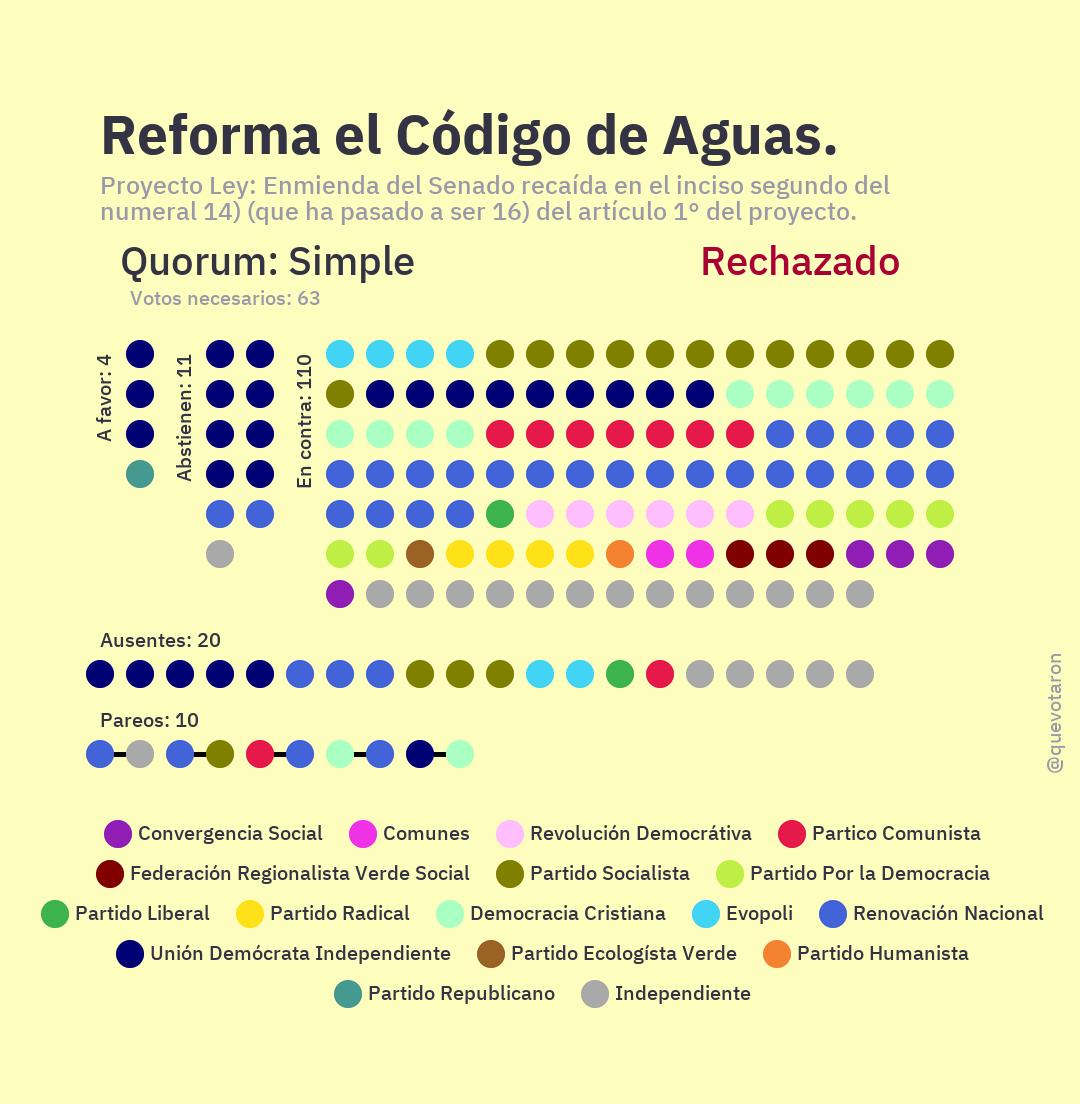 Reforma el Código de Aguas.
Proyecto Ley: Enmienda del Senado recaída en el inciso segundo del
numeral 14) (que ha pasado a ser 16) del artículo 1° del proyecto.
Quorum: Simple
Rechazado
Votos necesarios: 63
A favor: 4
Abstienen: 11
En contra: 110
Ausentes: 20
Pareos: 10
@quevotaron
Convergencia Social Comunes Revolución Democrátiva Partico Comunista
Federación Regionalista Verde Social Partido Socialista Partido Por la Democracia
Partido Liberal Partido Radical Democracia Cristiana Evopoli Renovación Nacional
Unión Demócrata Independiente Partido Ecologísta Verde Partido Humanista
Partido Republicano Independiente